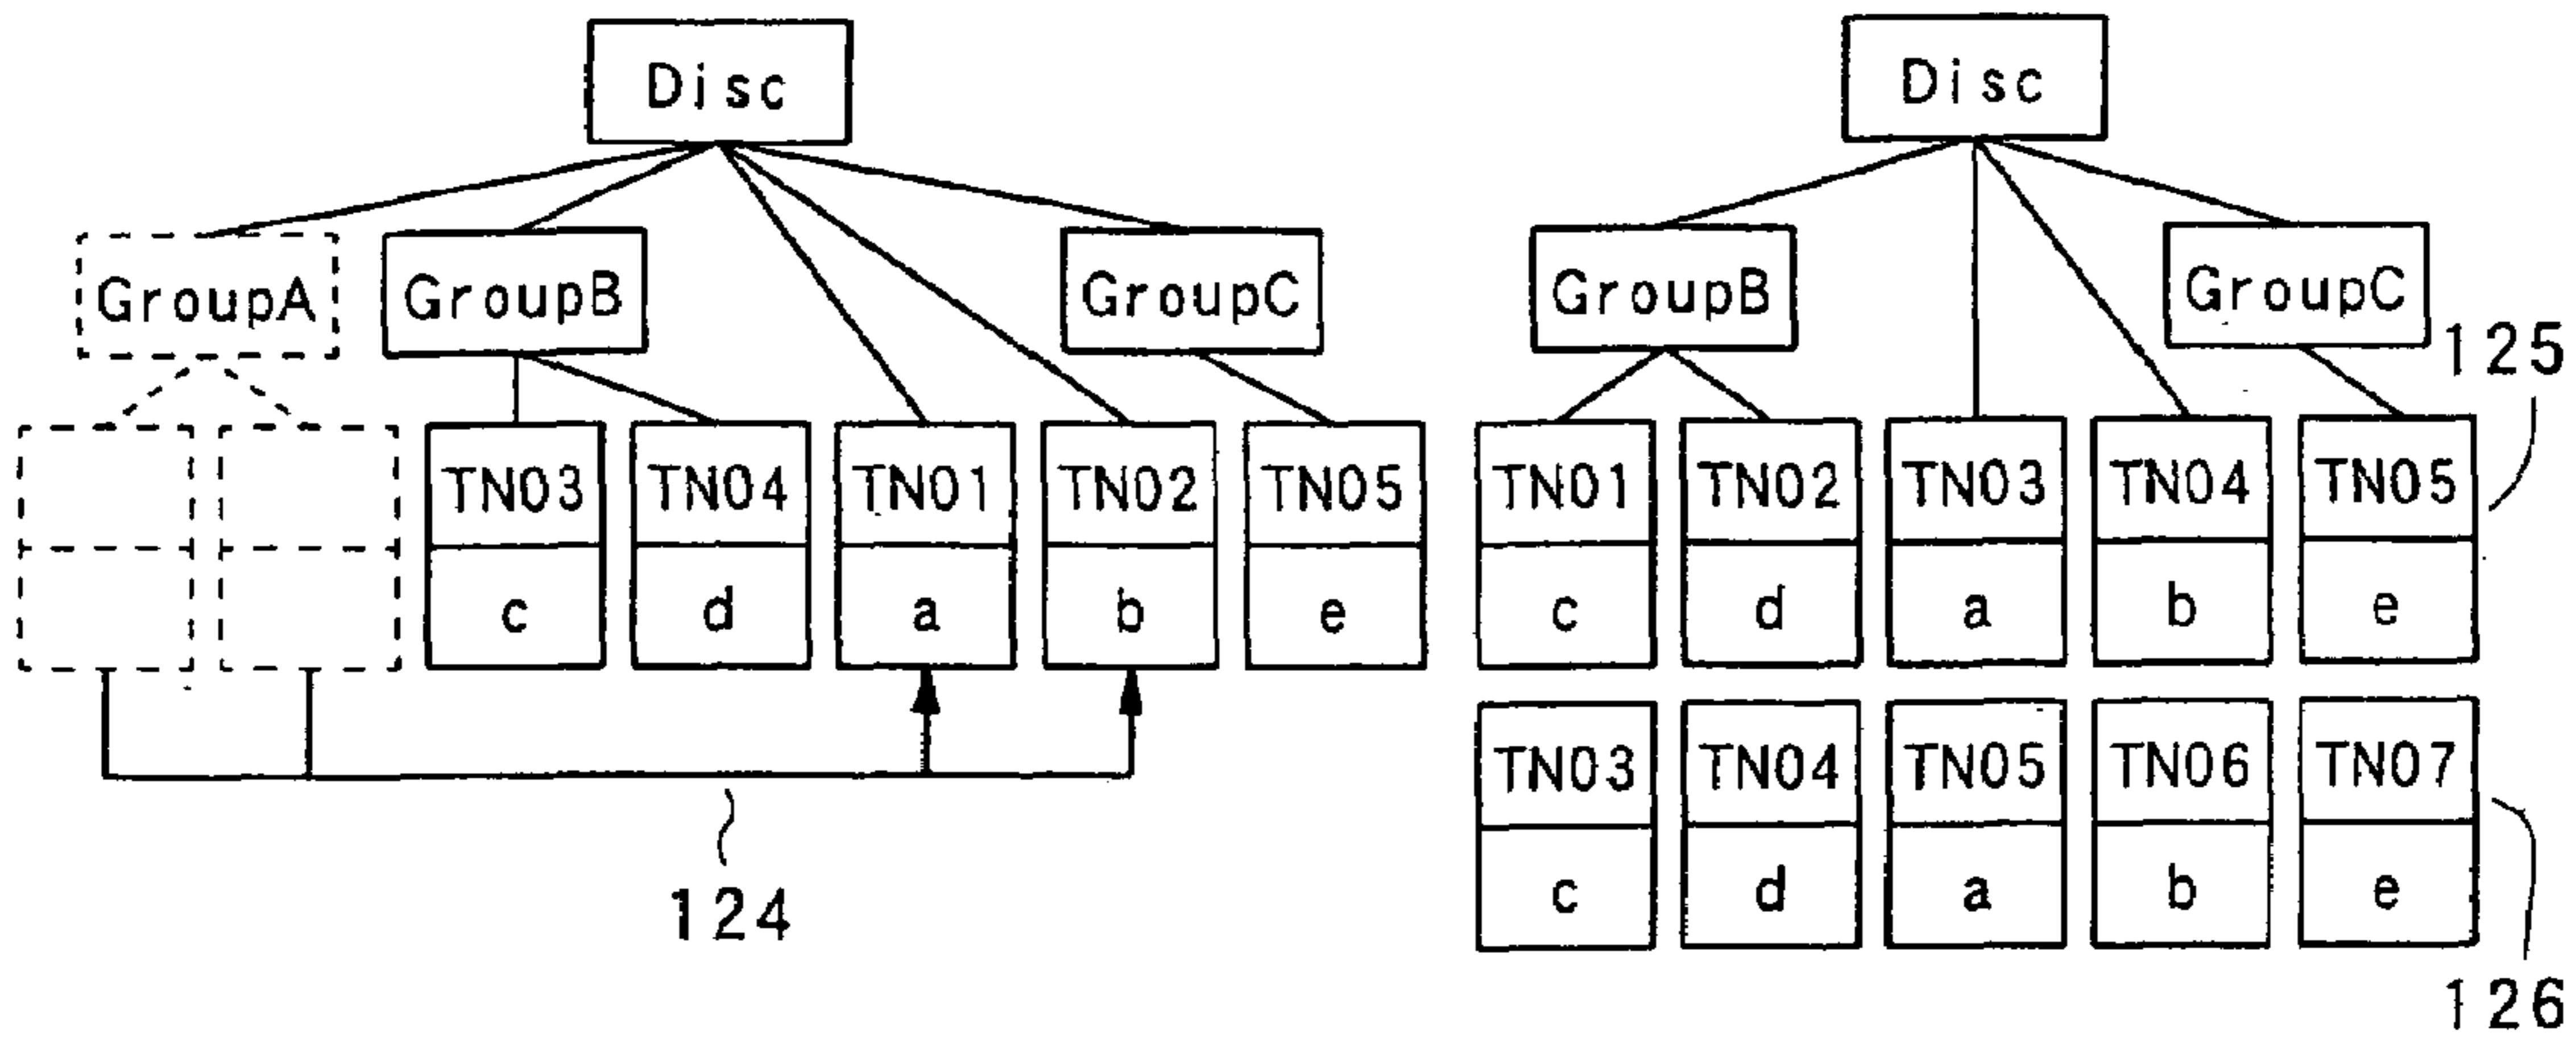 Disc Disc
GroupA GroupB GroupC GroupB GroupC
125
TN03 TN04 TN01 TN02 TN05 TN01 TN02 TN03 TN04 TN05
c d a b e c d a b e
TN03 TN04 TN05 TN06 TN07
c d a b e
124
126